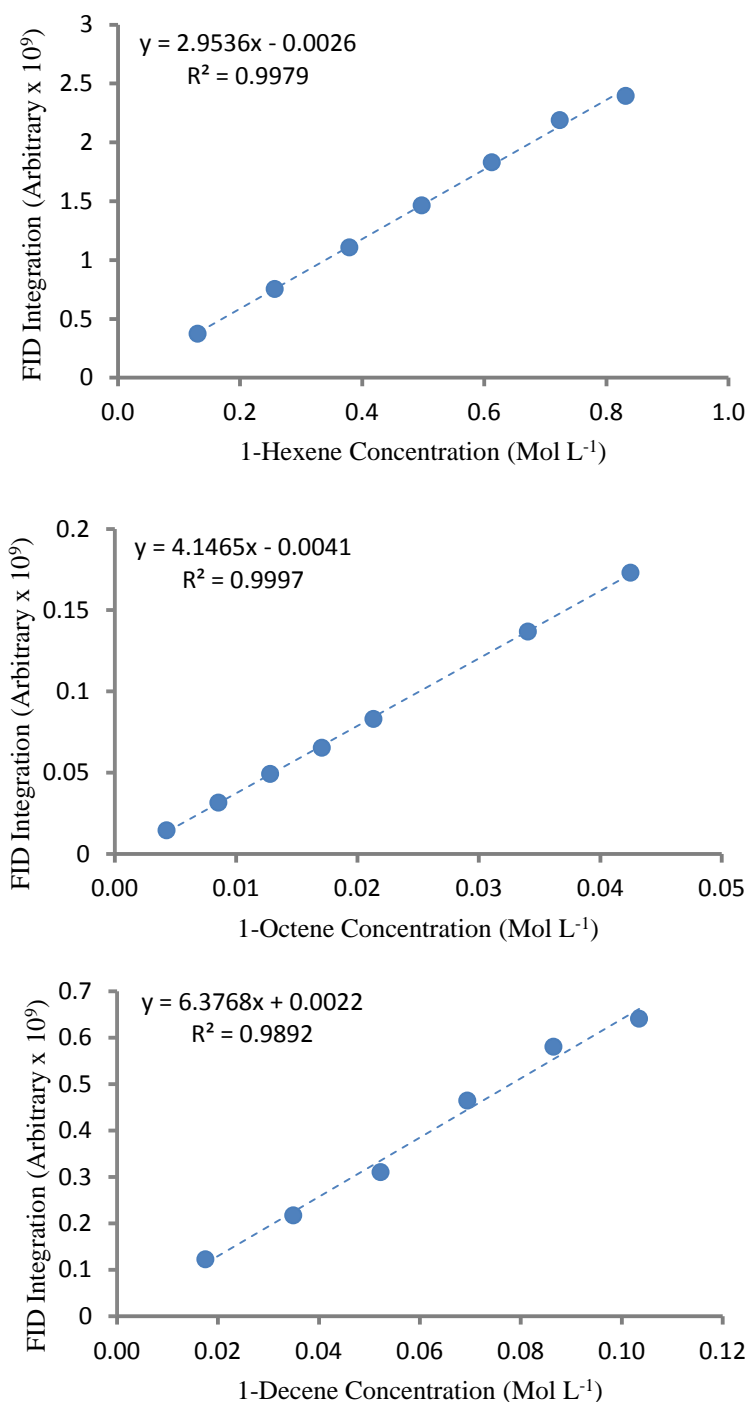 y = 2.9536x - 0.0026
R² = 0.9979
FID Integration (Arbitrary x 10⁹)
3
2.5
2
1.5
1
0.5
0
0.0 0.2 0.4 0.6 0.8 1.0
1-Hexene Concentration (Mol L⁻¹)
y = 4.1465x - 0.0041
R² = 0.9997
FID Integration (Arbitrary x 10⁹)
0.2
0.15
0.1
0.05
0
0.00 0.01 0.02 0.03 0.04 0.05
1-Octene Concentration (Mol L⁻¹)
y = 6.3768x + 0.0022
R² = 0.9892
FID Integration (Arbitrary x 10⁹)
0.7
0.6
0.5
0.4
0.3
0.2
0.1
0
0.00 0.02 0.04 0.06 0.08 0.10 0.12
1-Decene Concentration (Mol L⁻¹)